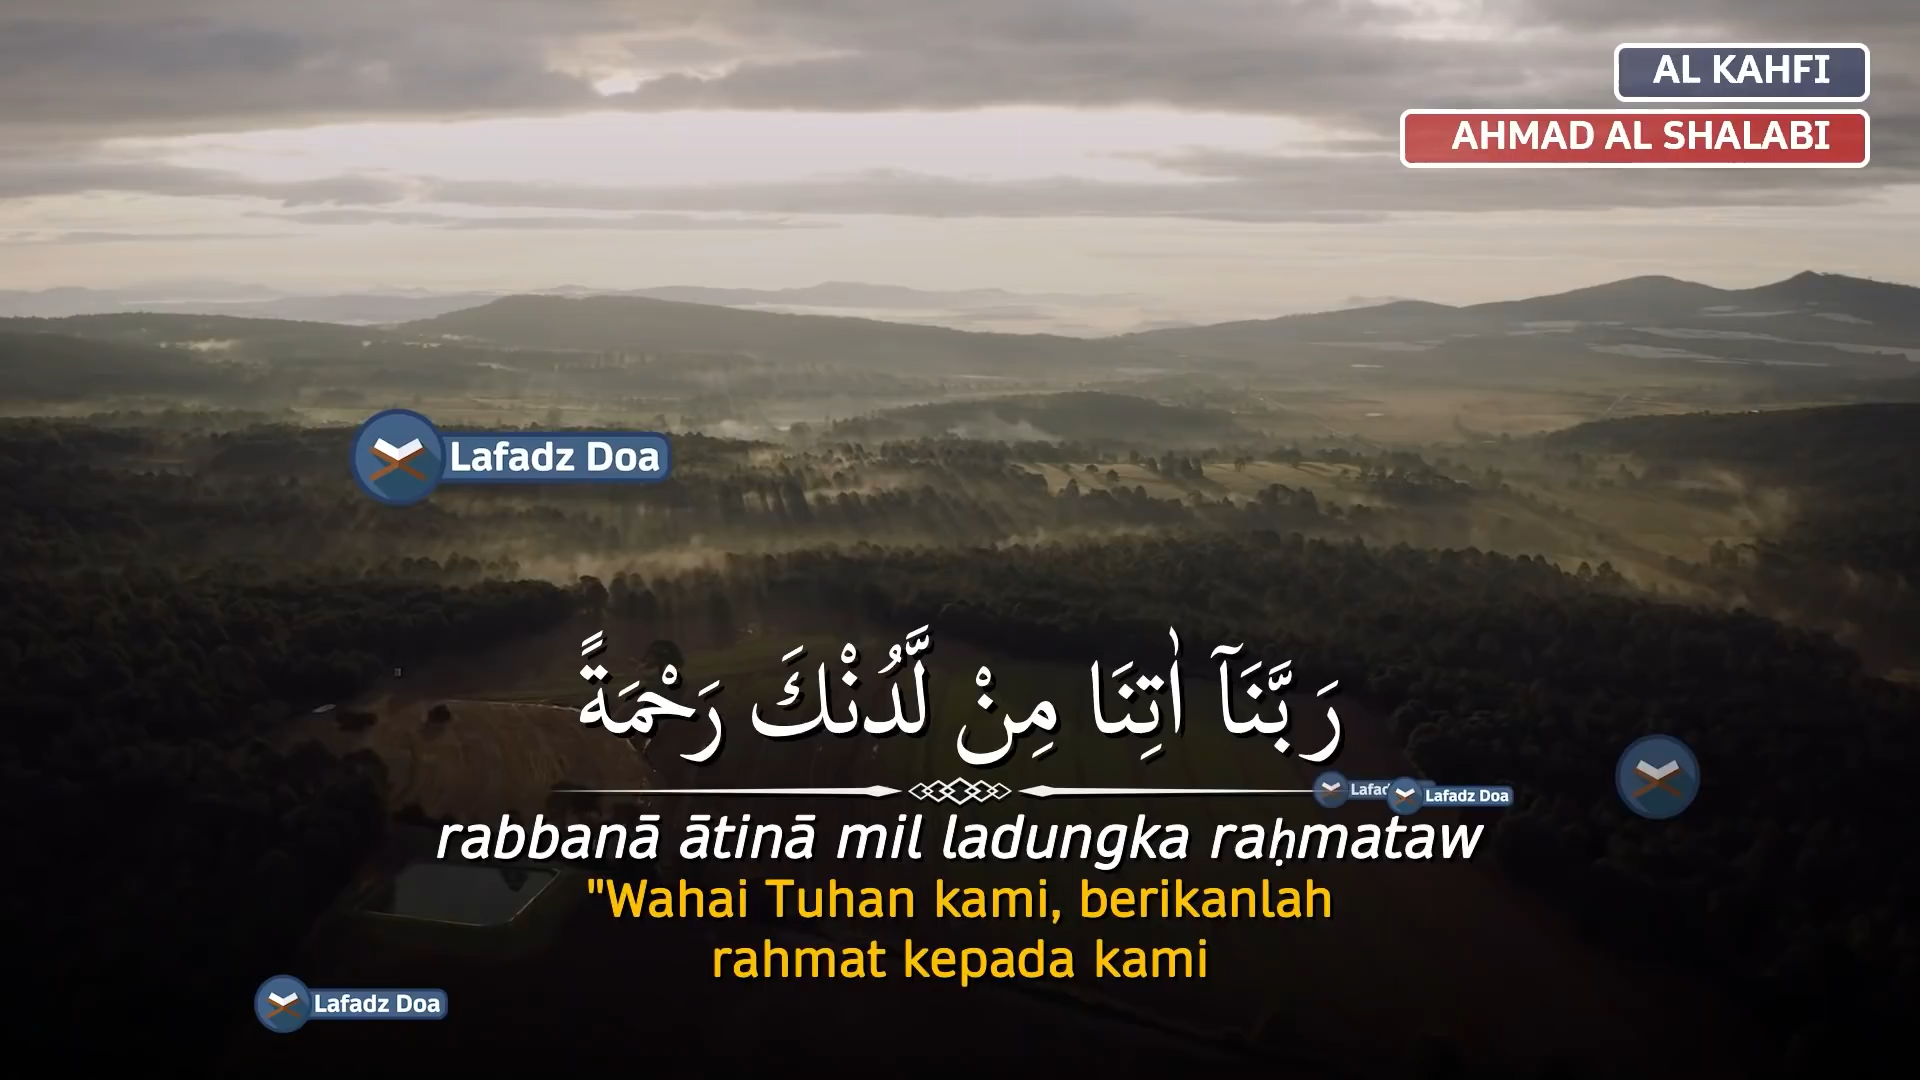 AL KAHFI
AHMAD AL SHALABI
Lafadz Doa
رَبَّنَآ اٰتِنَا مِنْ لَّدُنْكَ رَحْمَةً
Lafadz Doa
rabbanā ātinā mil ladungka raḥmataw
"Wahai Tuhan kami, berikanlah
rahmat kepada kami
Lafadz Doa